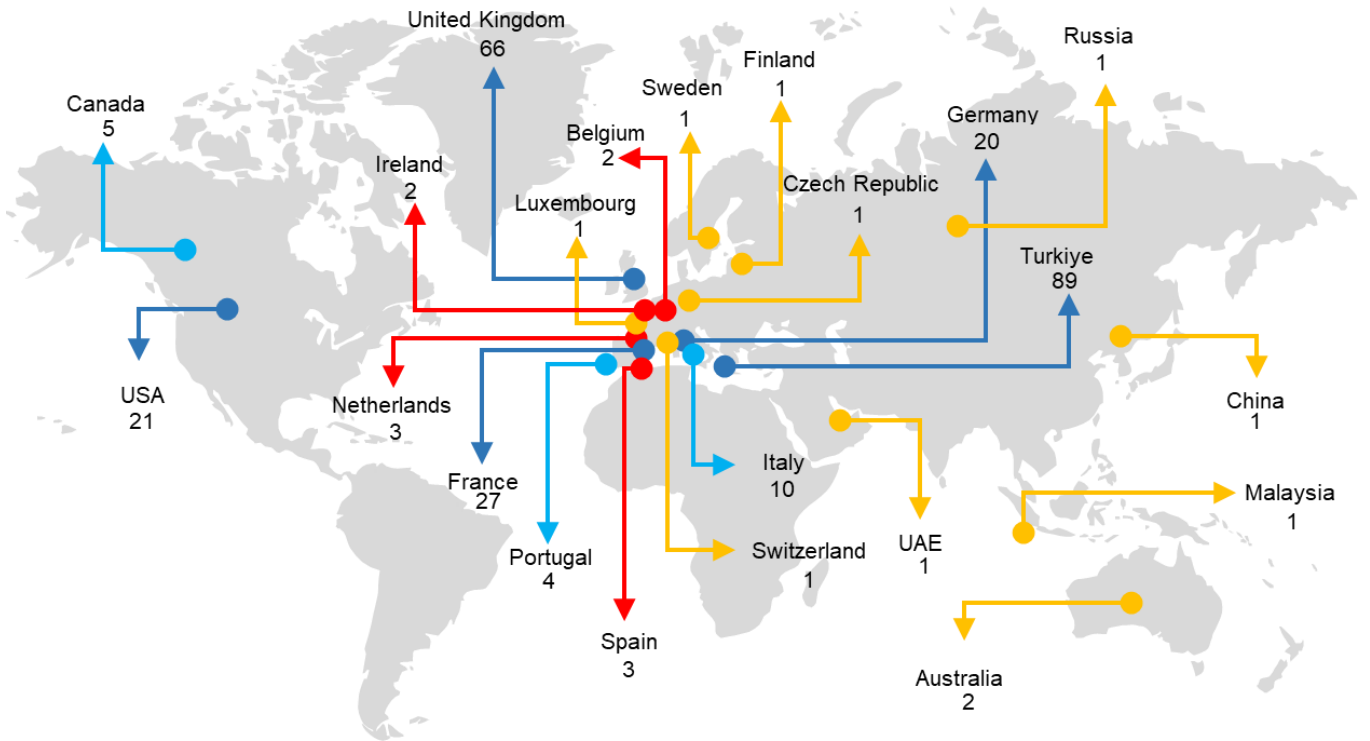 United Kingdom
66
Russia
1
Finland
1
Sweden
1
Canada
5
Germany
20
Belgium
2
Ireland
2
Czech Republic
1
Luxembourg
1
Turkiye
89
USA
21
Netherlands
3
China
1
France
27
Italy
10
Malaysia
1
Portugal
4
Switzerland
1
UAE
1
Spain
3
Australia
2